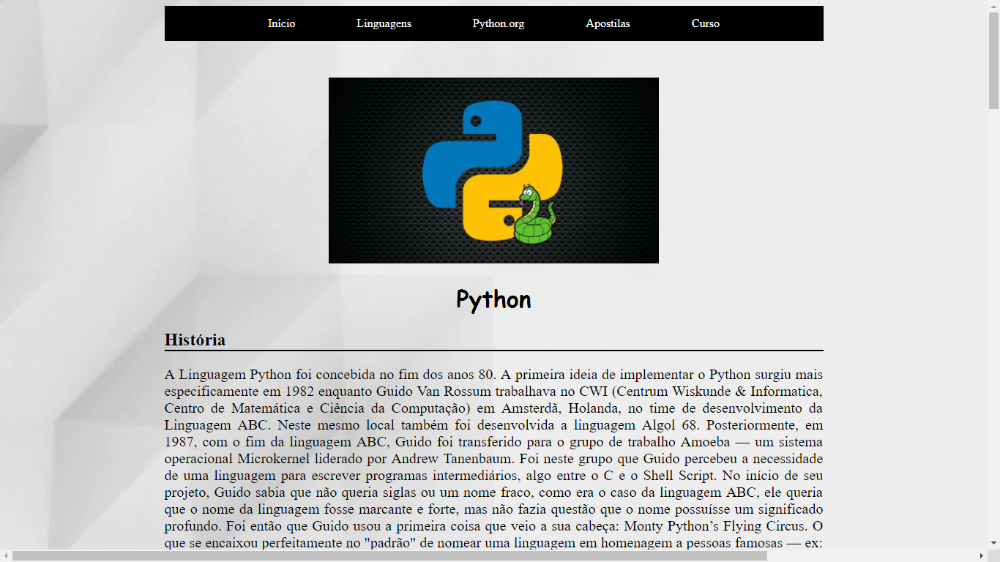 Início Linguagens Python.org Apostilas Curso
Python
História
A Linguagem Python foi concebida no fim dos anos 80. A primeira ideia de implementar o Python surgiu mais
especificamente em 1982 enquanto Guido Van Rossum trabalhava no CWI (Centrum Wiskunde & Informatica,
Centro de Matemática e Ciência da Computação) em Amsterdã, Holanda, no time de desenvolvimento da
Linguagem ABC. Neste mesmo local também foi desenvolvida a linguagem Algol 68. Posteriormente, em
1987, com o fim da linguagem ABC, Guido foi transferido para o grupo de trabalho Amoeba — um sistema
operacional Microkernel liderado por Andrew Tanenbaum. Foi neste grupo que Guido percebeu a necessidade
de uma linguagem para escrever programas intermediários, algo entre o C e o Shell Script. No início de seu
projeto, Guido sabia que não queria siglas ou um nome fraco, como era o caso da linguagem ABC, ele queria
que o nome da linguagem fosse marcante e forte, mas não fazia questão que o nome possuísse um significado
profundo. Foi então que Guido usou a primeira coisa que veio a sua cabeça: Monty Python’s Flying Circus. O
que se encaixou perfeitamente no "padrão" de nomear uma linguagem em homenagem a pessoas famosas — ex: